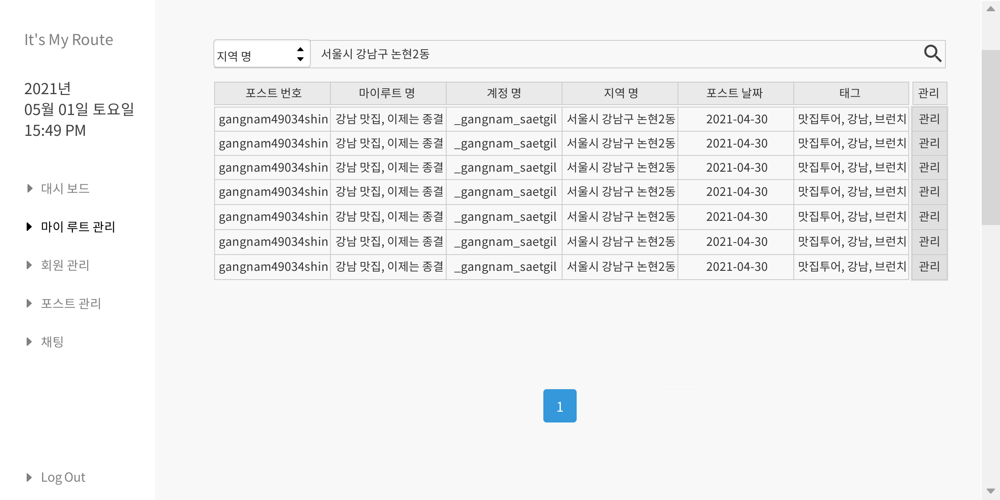 It's My Route
2021년
05월 01일 토요일
15:49 PM
대시 보드
마이 루트 관리
회원 관리
포스트 관리
채팅
Log Out
지역 명 서울시 강남구 논현2동
포스트 번호 마이루트 명 계정 명 지역 명 포스트 날짜 태그 관리
gangnam49034shin 강남 맛집, 이제는 종결 _gangnam_saetgil 서울시 강남구 논현2동 2021-04-30 맛집투어, 강남, 브런치 관리
gangnam49034shin 강남 맛집, 이제는 종결 _gangnam_saetgil 서울시 강남구 논현2동 2021-04-30 맛집투어, 강남, 브런치 관리
gangnam49034shin 강남 맛집, 이제는 종결 _gangnam_saetgil 서울시 강남구 논현2동 2021-04-30 맛집투어, 강남, 브런치 관리
gangnam49034shin 강남 맛집, 이제는 종결 _gangnam_saetgil 서울시 강남구 논현2동 2021-04-30 맛집투어, 강남, 브런치 관리
gangnam49034shin 강남 맛집, 이제는 종결 _gangnam_saetgil 서울시 강남구 논현2동 2021-04-30 맛집투어, 강남, 브런치 관리
gangnam49034shin 강남 맛집, 이제는 종결 _gangnam_saetgil 서울시 강남구 논현2동 2021-04-30 맛집투어, 강남, 브런치 관리
gangnam49034shin 강남 맛집, 이제는 종결 _gangnam_saetgil 서울시 강남구 논현2동 2021-04-30 맛집투어, 강남, 브런치 관리
1